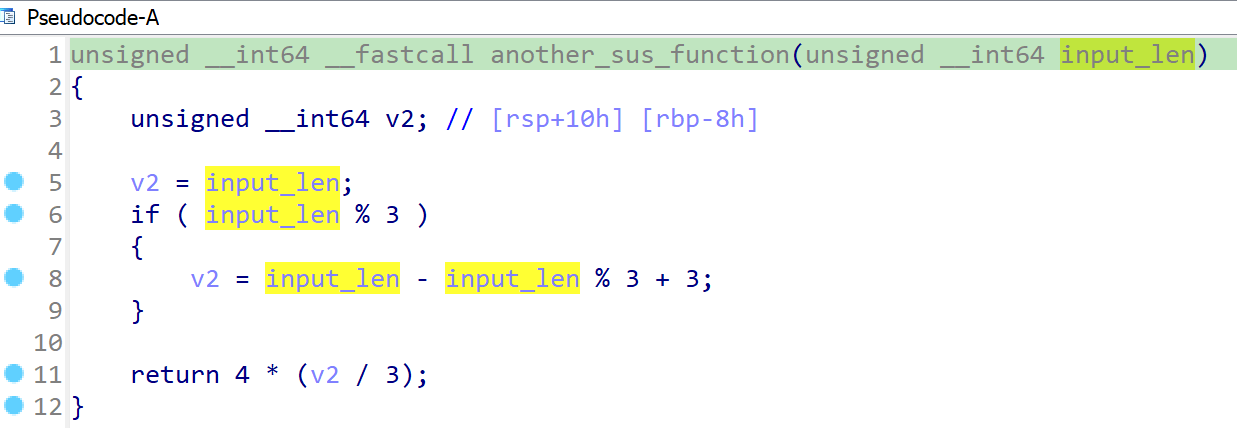 Pseudocode-A
1 unsigned __int64 __fastcall another_sus_function(unsigned __int64 input_len)
2 {
3     unsigned __int64 v2; // [rsp+10h] [rbp-8h]
4
5     v2 = input_len;
6     if ( input_len % 3 )
7     {
8         v2 = input_len - input_len % 3 + 3;
9     }
10
11     return 4 * (v2 / 3);
12 }